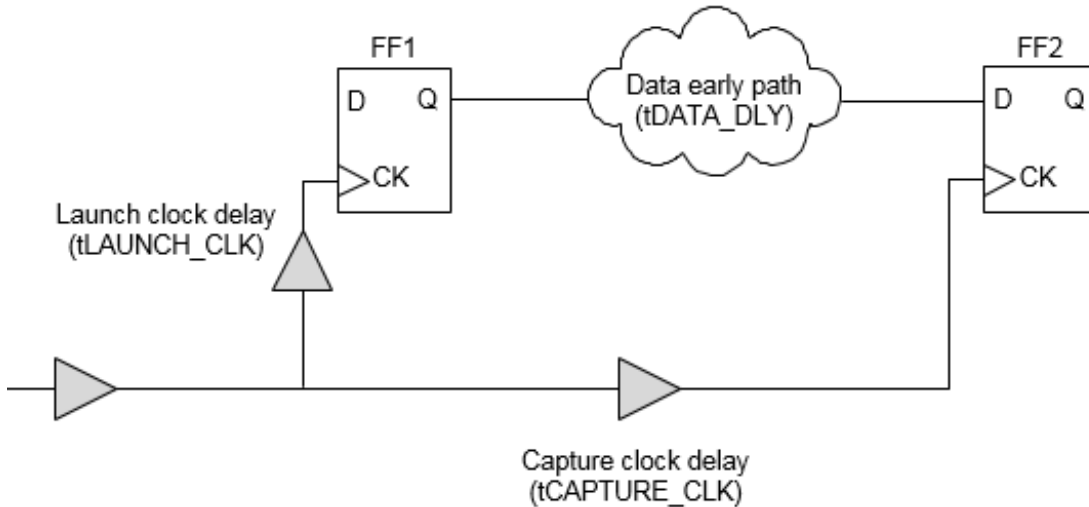 FF1
FF2
D Q
Data early path
(tDATA_DLY)
D Q
CK
CK
Launch clock delay
(tLAUNCH_CLK)
Capture clock delay
(tCAPTURE_CLK)